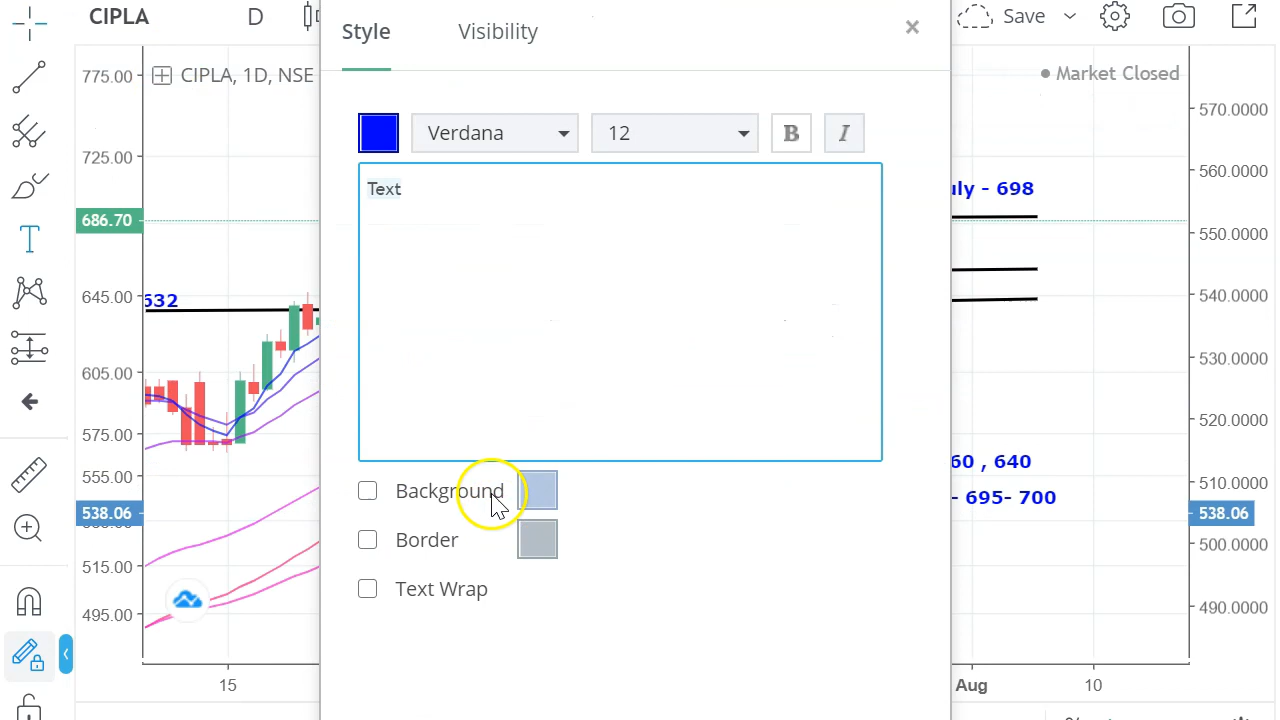 CIPLA D Style Visibility × Save
CIPLA, 1D, NSE Market Closed
775.00
570.0000
Verdana 12 B I
725.00
560.0000
Text
uly - 698
686.70
550.0000
645.00
632
540.0000
530.0000
605.00
520.0000
575.00
60 , 640
555.00
Background
510.0000
- 695- 700
538.06
538.06
Border
500.0000
515.00
Text Wrap
490.0000
495.00
15
Aug
10